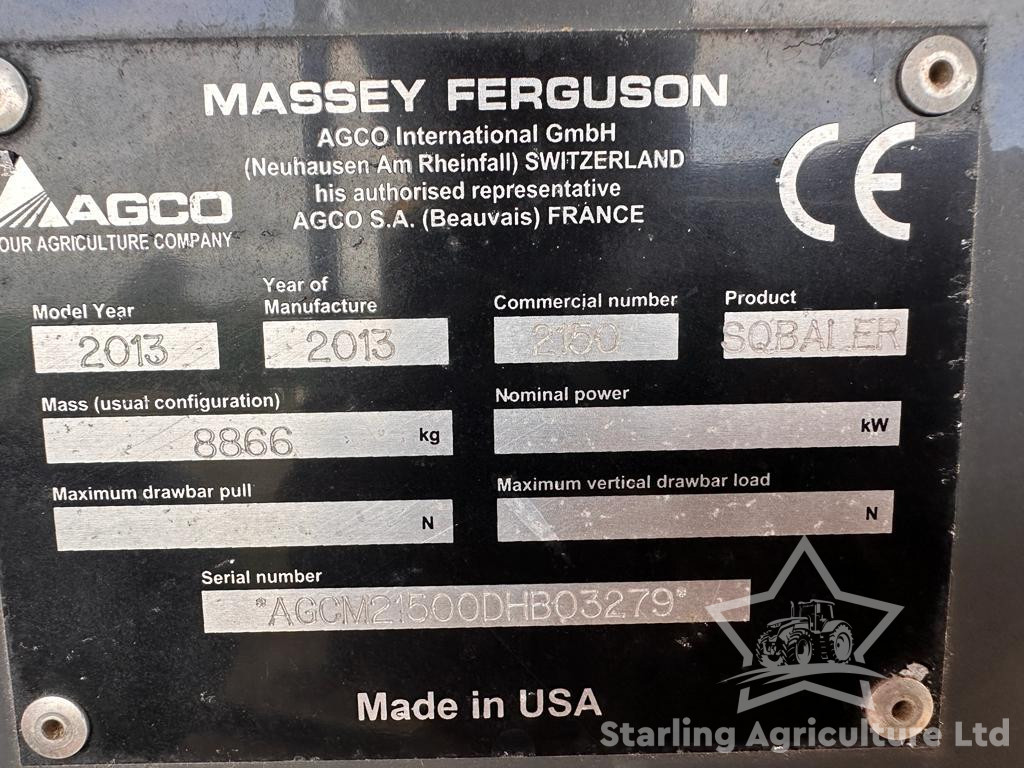 MASSEY FERGUSON
AGCO International GmbH
(Neuhausen Am Rheinfall) SWITZERLAND
his authorised representative
AGCO S.A. (Beauvais) FRANCE
CE
AGCO
OUR AGRICULTURE COMPANY
Model Year
2013
Year of
Manufacture
2013
Commercial number
2150
Product
SQBALER
Mass (usual configuration)
8866 kg
Nominal power
kW
Maximum drawbar pull
N
Maximum vertical drawbar load
N
Serial number
*AGCM21500DHB03279*
Made in USA
Starling Agriculture Ltd